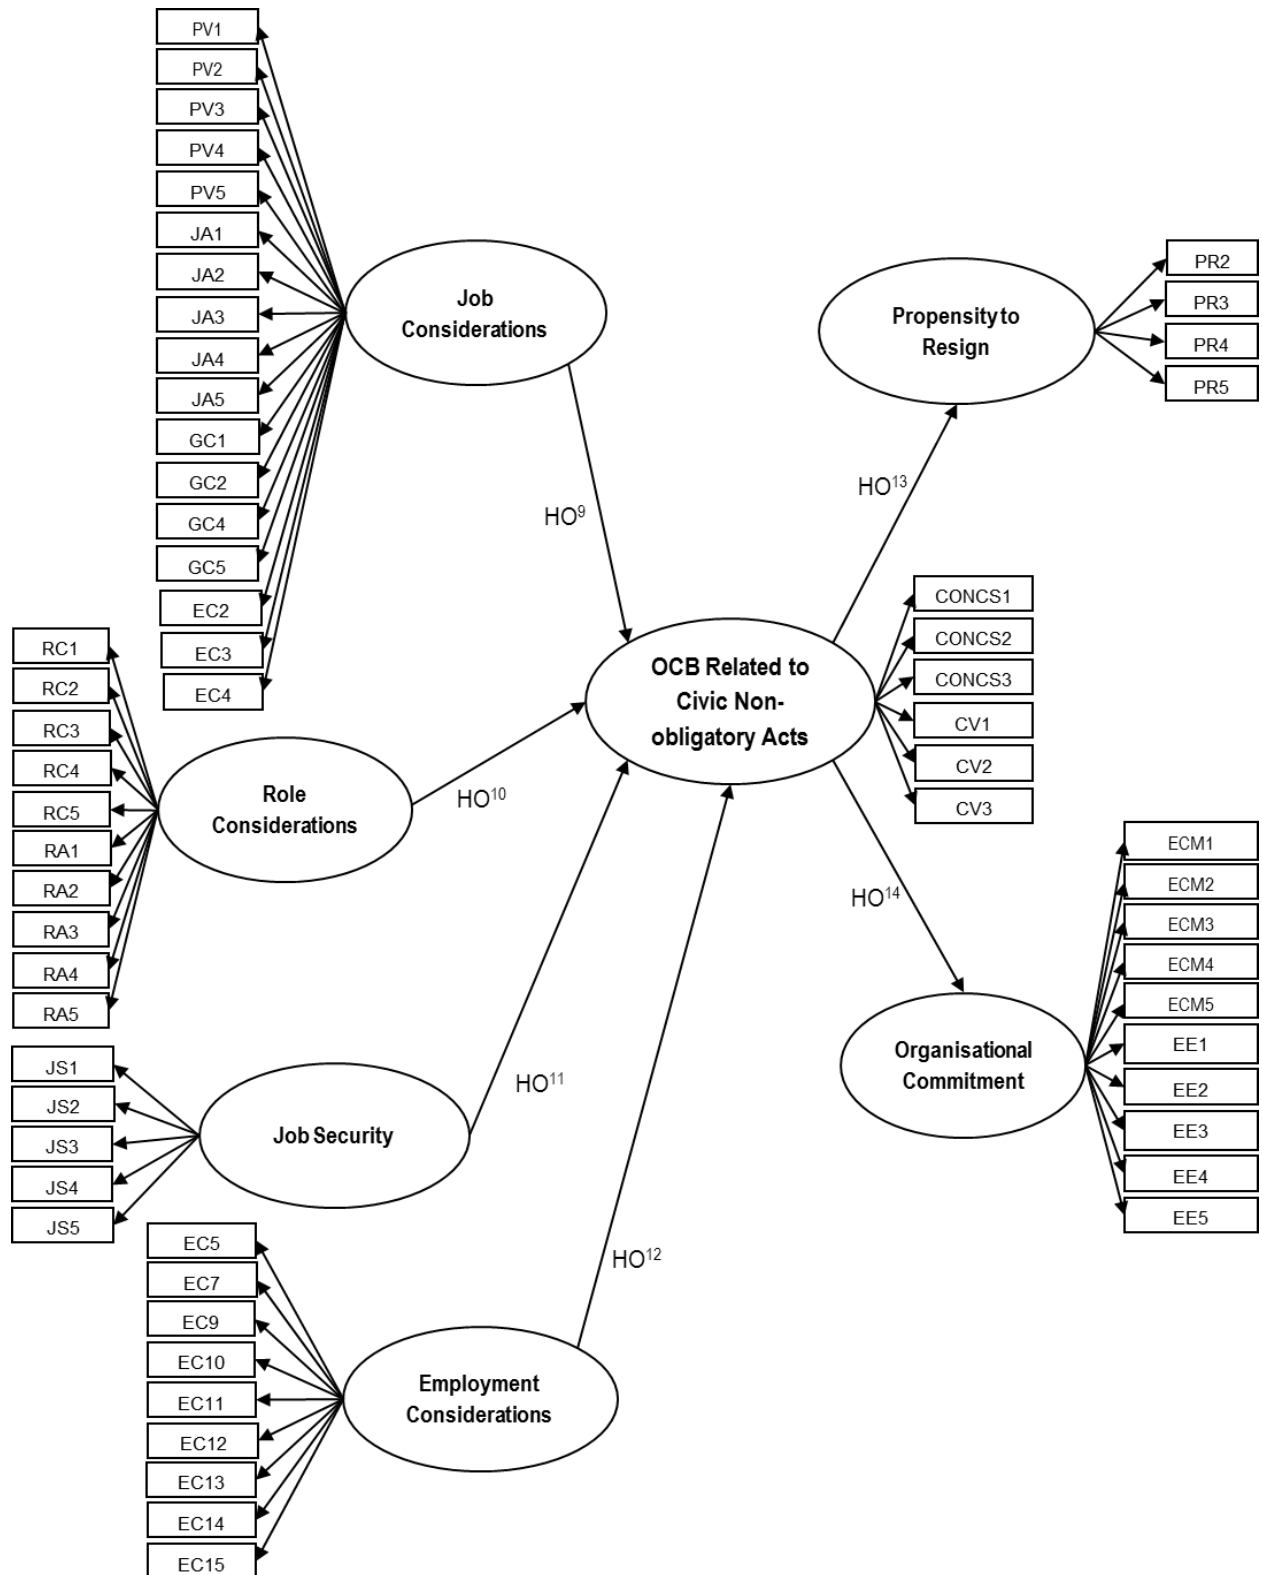 PV1
PV2
PV3
PV4
PV5
JA1
JA2
JA3
JA4
JA5
GC1
GC2
GC4
GC5
EC2
EC3
EC4
Job
Considerations
Propensity to
Resign
PR2
PR3
PR4
PR5
HO⁹
HO¹³
RC1
RC2
RC3
RC4
RC5
RA1
RA2
RA3
RA4
RA5
Role
Considerations
HO¹⁰
OCB Related to
Civic Non-
obligatory Acts
CONCS1
CONCS2
CONCS3
CV1
CV2
CV3
HO¹⁴
JS1
JS2
JS3
JS4
JS5
Job Security
HO¹¹
Organisational
Commitment
ECM1
ECM2
ECM3
ECM4
ECM5
EE1
EE2
EE3
EE4
EE5
EC5
EC7
EC9
EC10
EC11
EC12
EC13
EC14
EC15
Employment
Considerations
HO¹²